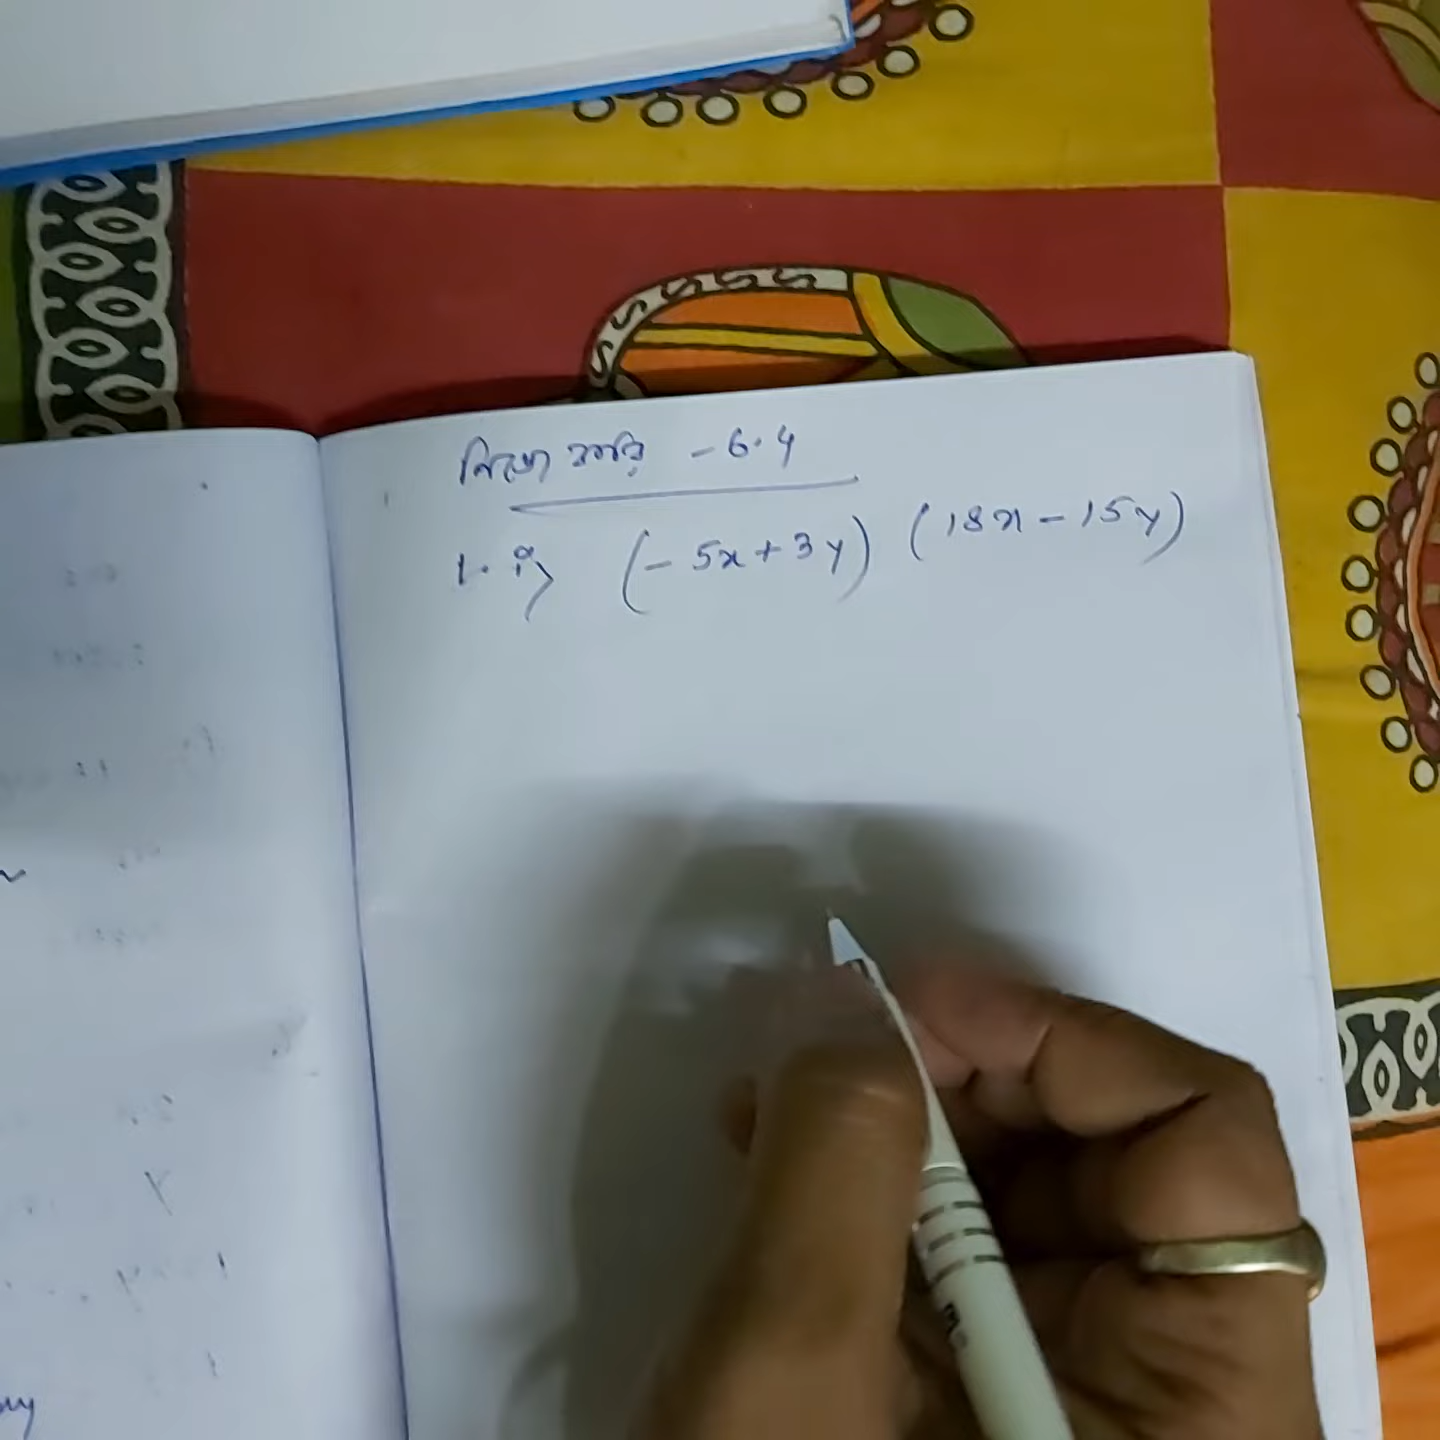 নিজে করি - 6.4
1. i> (- 5x + 3y) (18x - 15y)